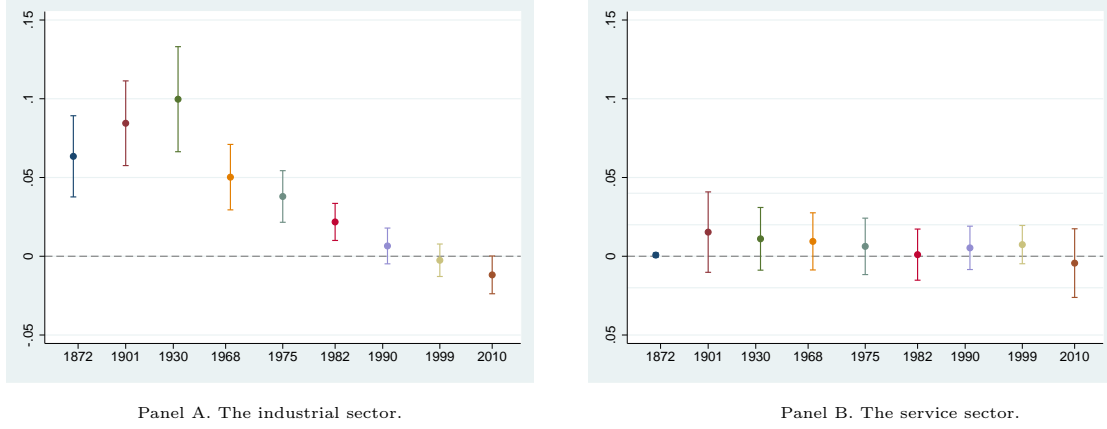 .15
.1
.05
0
-.05
1872 1901 1930 1968 1975 1982 1990 1999 2010
Panel A. The industrial sector.
.15
.1
.05
0
.05
1872 1901 1930 1968 1975 1982 1990 1999 2010
Panel B. The service sector.